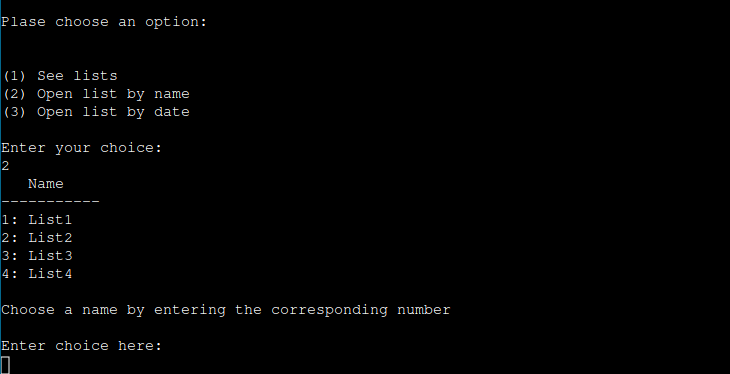 Plase choose an option:
(1) See lists
(2) Open list by name
(3) Open list by date
Enter your choice:
2
Name
-----------
1: List1
2: List2
3: List3
4: List4
Choose a name by entering the corresponding number
Enter choice here: